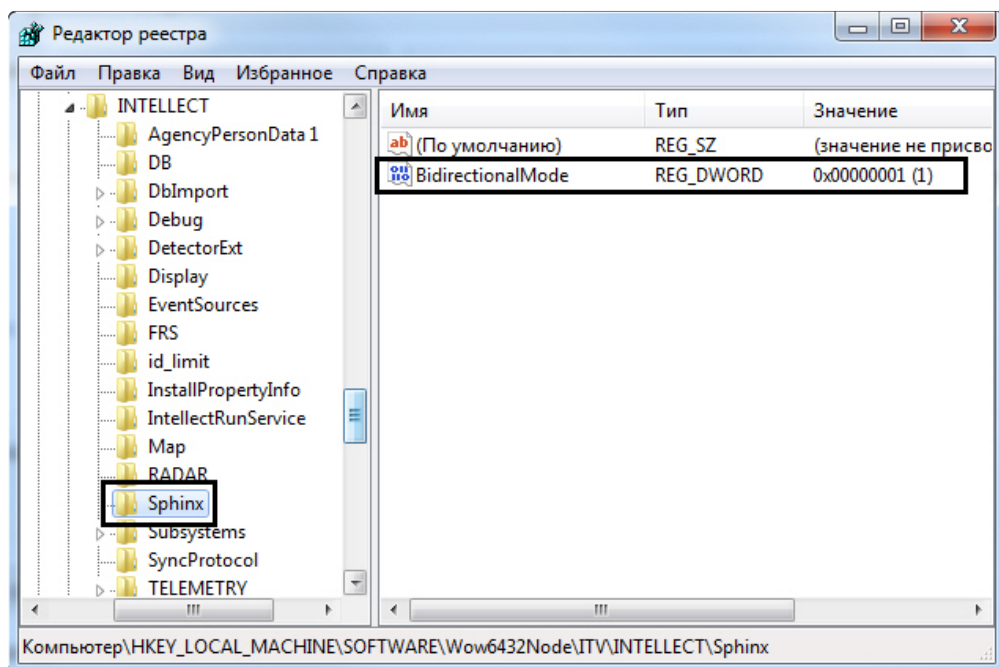 Редактор реестра
Файл Правка Вид Избранное Справка
INTELLECT
AgencyPersonData 1
DB
DbImport
Debug
DetectorExt
Display
EventSources
FRS
id_limit
InstallPropertyInfo
IntellectRunService
Map
RADAR
Sphinx
Subsystems
SyncProtocol
TELEMETRY
Имя Тип Значение
(По умолчанию) REG_SZ (значение не присво
BidirectionalMode REG_DWORD 0x00000001 (1)
Компьютер\HKEY_LOCAL_MACHINE\SOFTWARE\Wow6432Node\ITV\INTELLECT\Sphinx